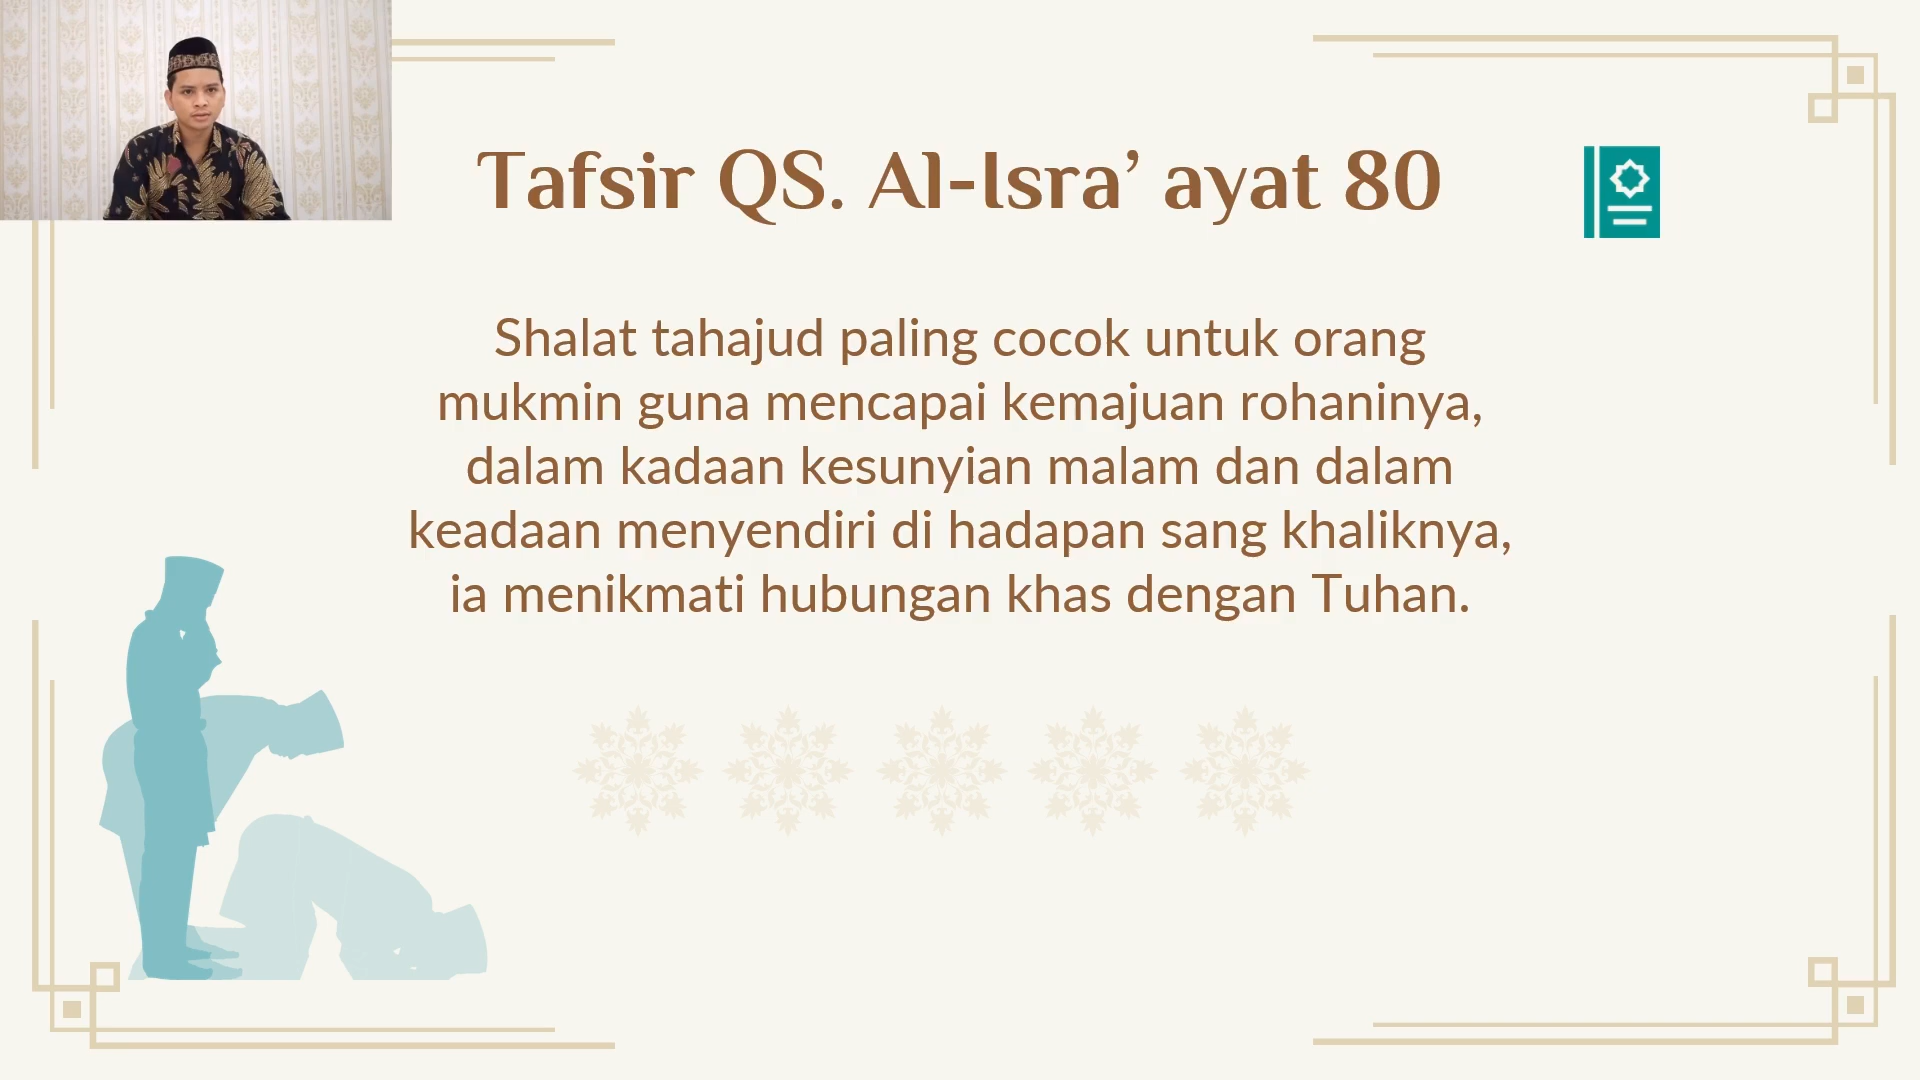 Tafsir QS. Al-Isra’ ayat 80
Shalat tahajud paling cocok untuk orang
mukmin guna mencapai kemajuan rohaninya,
dalam kadaan kesunyian malam dan dalam
keadaan menyendiri di hadapan sang khaliknya,
ia menikmati hubungan khas dengan Tuhan.